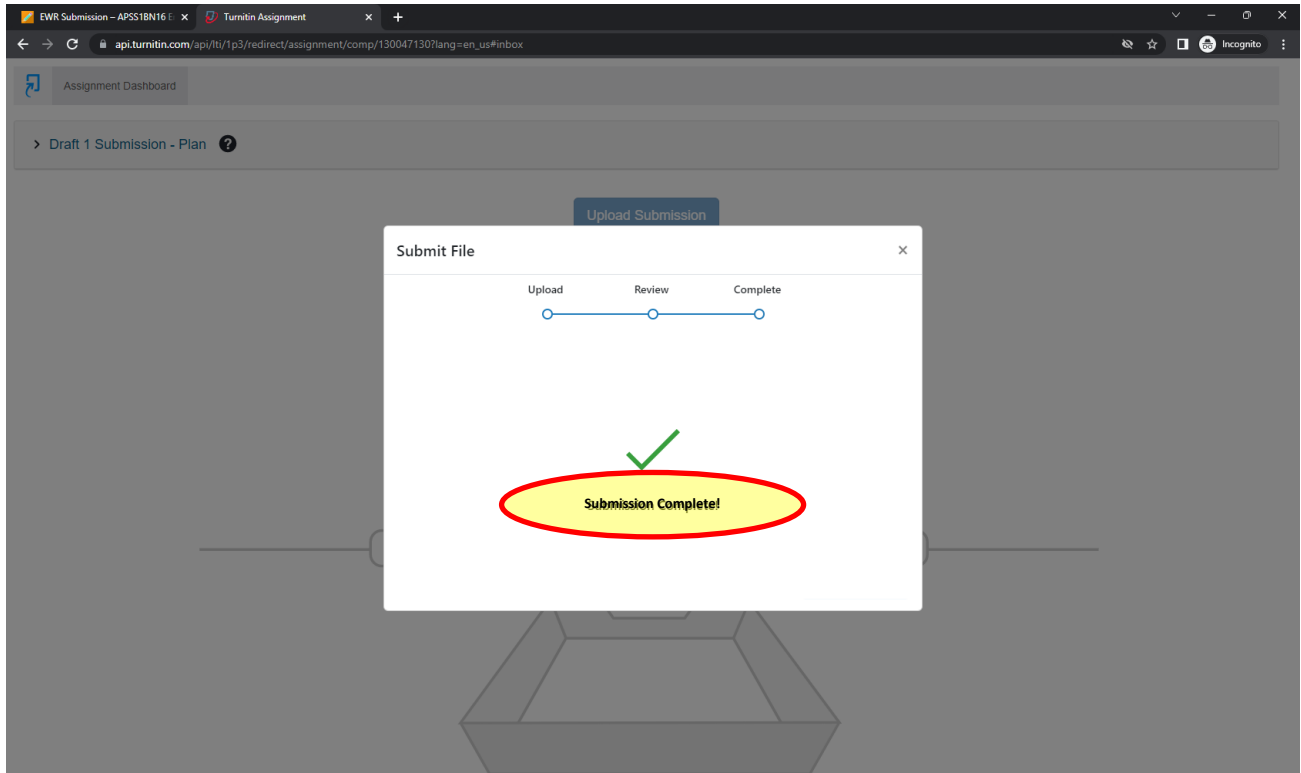 EWR Submission – APSS1BN16 E
Turnitin Assignment
api.turnitin.com/api/lti/1p3/redirect/assignment/comp/130047130?lang=en_us#inbox
Incognito
Assignment Dashboard
Draft 1 Submission - Plan ?
Upload Submission
Submit File
Upload Review Complete
Submission Complete!